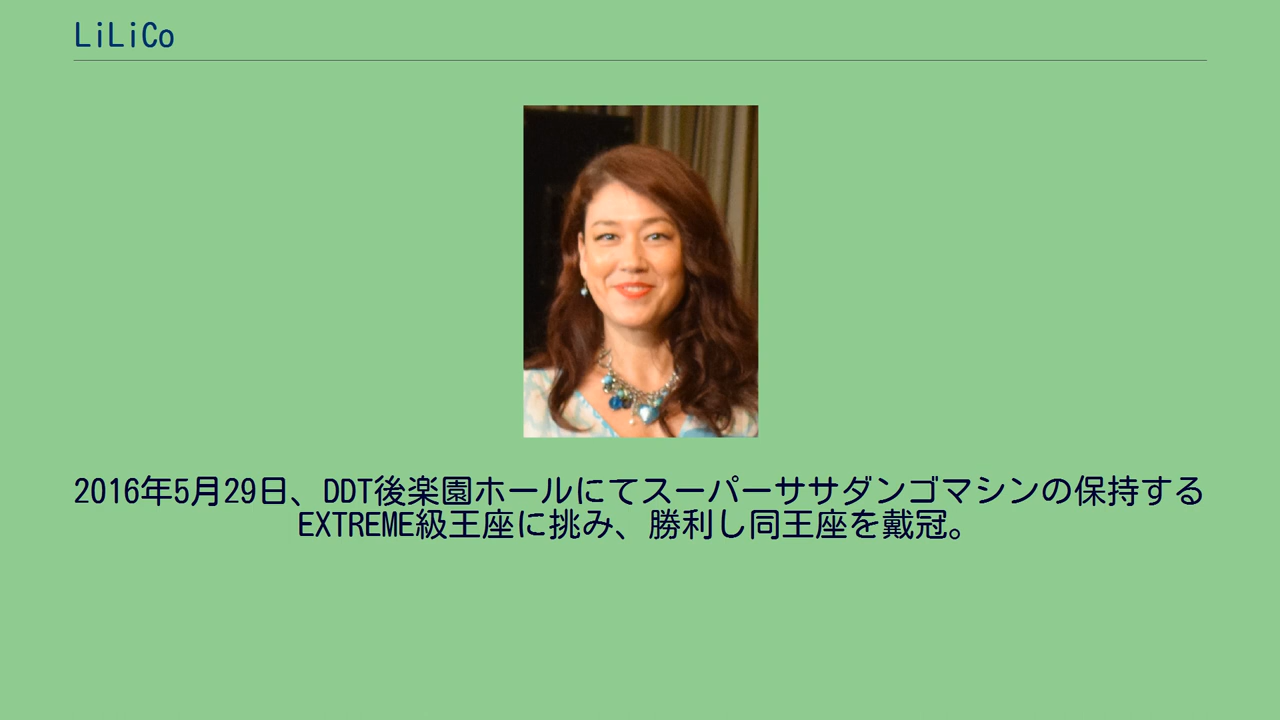 LiLiCo
2016年5月29日、DDT後楽園ホールにてスーパーササダンゴマシンの保持する
EXTREME級王座に挑み、勝利し同王座を戴冠。